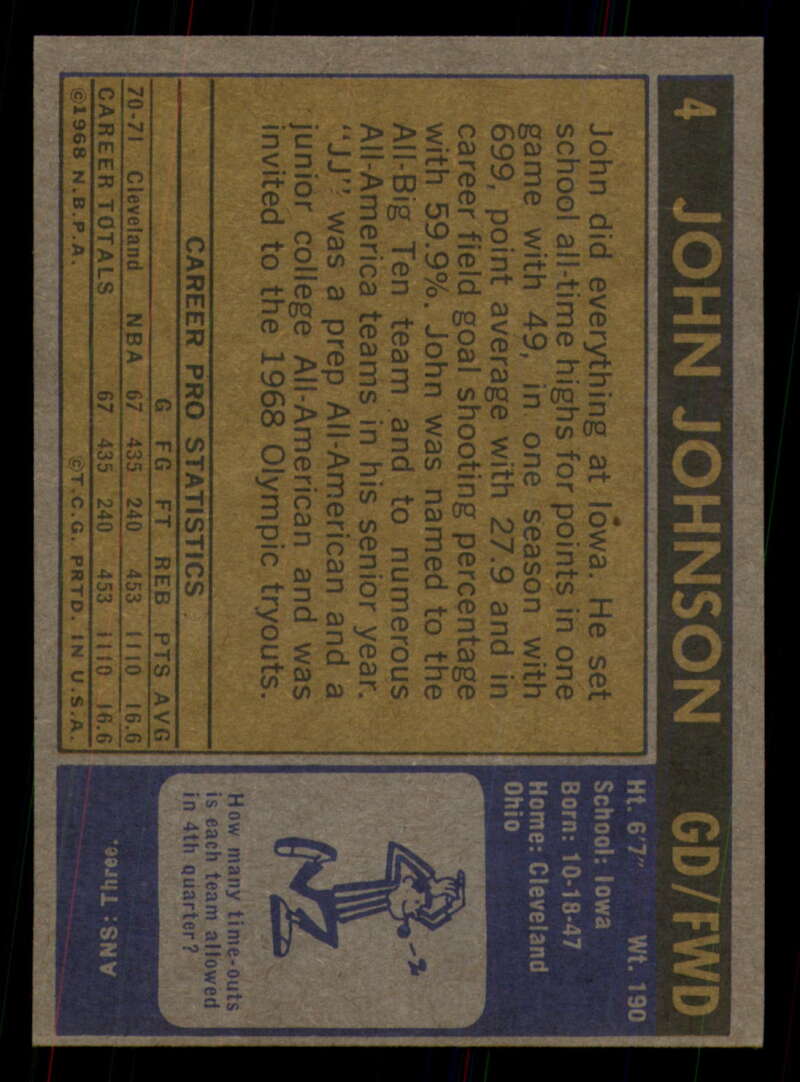 4 JOHN JOHNSON GD/FWD
John did everything at Iowa. He set
school all-time highs for points in one
game with 49, in one season with
699, point average with 27.9 and in
career field goal shooting percentage
with 59.9%. John was named to the
All-Big Ten team and to numerous
All-America teams in his senior year.
"JJ" was a prep All-American and a
junior college All-American and was
invited to the 1968 Olympic tryouts.
CAREER PRO STATISTICS
G FG FT REB PTS AVG
70-71 Cleveland NBA 67 435 240 453 1110 16.6
CAREER TOTALS 67 435 240 453 1110 16.6
©1968 N.B.P.A. ©T.C.G. PRTD. IN U.S.A.
Ht. 6'7" Wt. 190
School: Iowa
Born: 10-18-47
Home: Cleveland
Ohio
How many time-outs
is each team allowed
in 4th quarter?
ANS: Three.